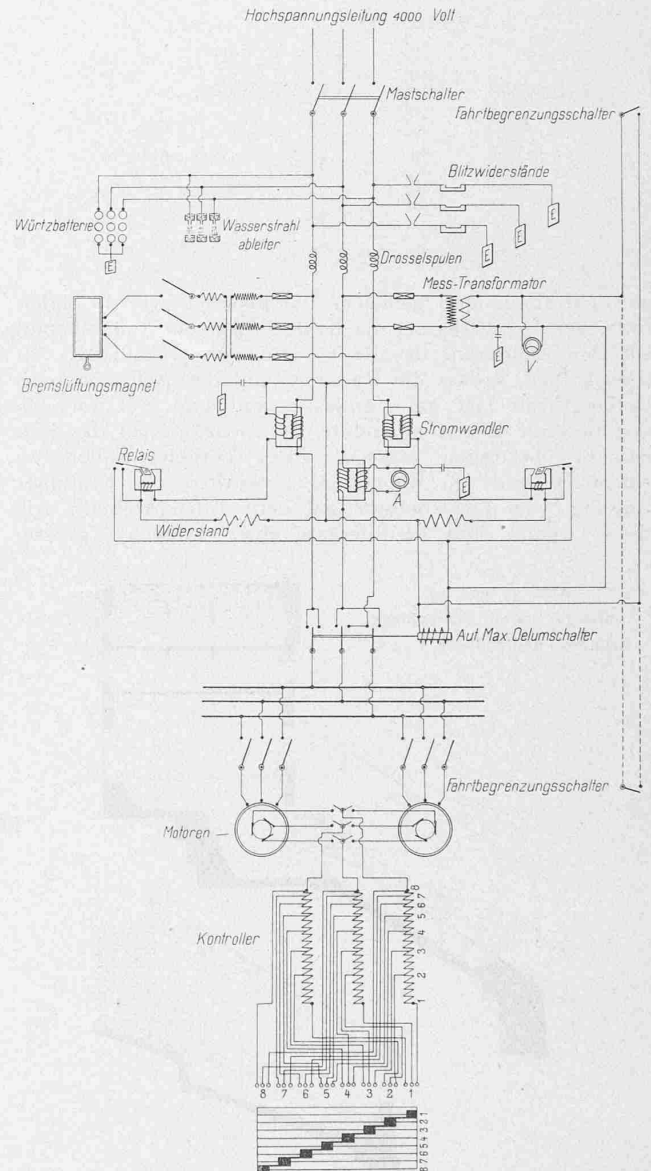 Hochspannungsleitung 4000 Volt
Mastschalter
Fahrtbegrenzungsschalter
Blitzwiderstände
Würtzbatterie
Wasserstrahl
ableiter
E
E
E
E
Drosselspulen
Mess-Transformator
E
V
Bremslüftungsmagnet
E
Stromwandler
Relais
A
E
Widerstand
Aut. Max. Oelumschalter
Fahrtbegrenzungsschalter
Motoren
Kontroller
8
7
6
5
4
3
2
1
8 7 6 5 4 3 2 1
1
2
3
4
5
6
7
8